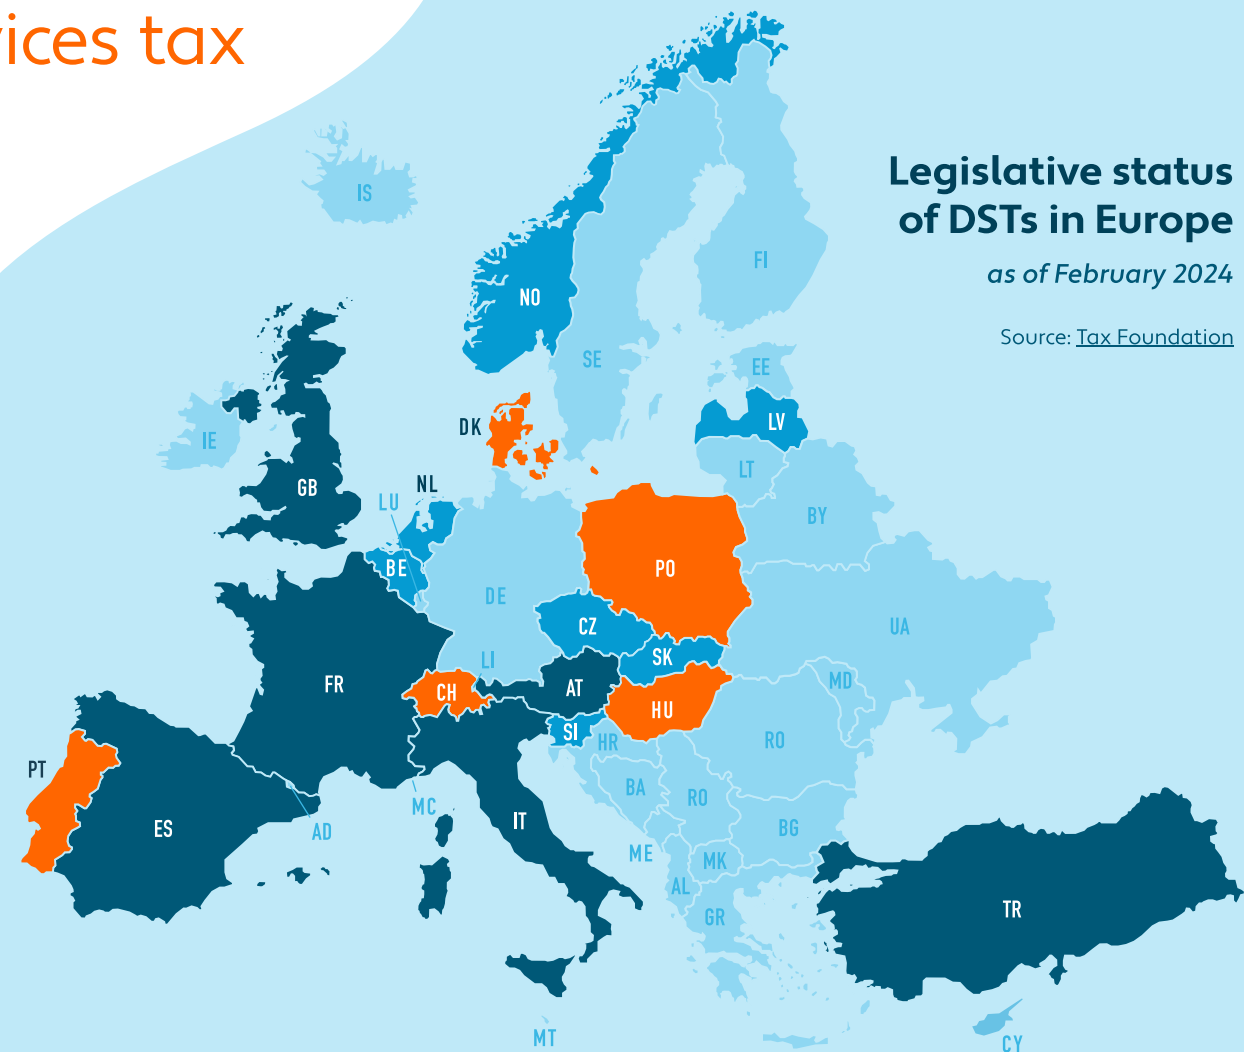 ices tax
Legislative status
of DSTs in Europe
as of February 2024
Source: Tax Foundation
IS
FI
NO
SE
EE
DK
LV
IE
LT
NL
GB
LU
BY
BE
PO
DE
CZ
UA
SK
LI
FR
CH
AT
MD
HU
SI
HR
RO
PT
BA
RO
MC
IT
ES
AD
BG
ME
MK
AL
TR
GR
MT
CY